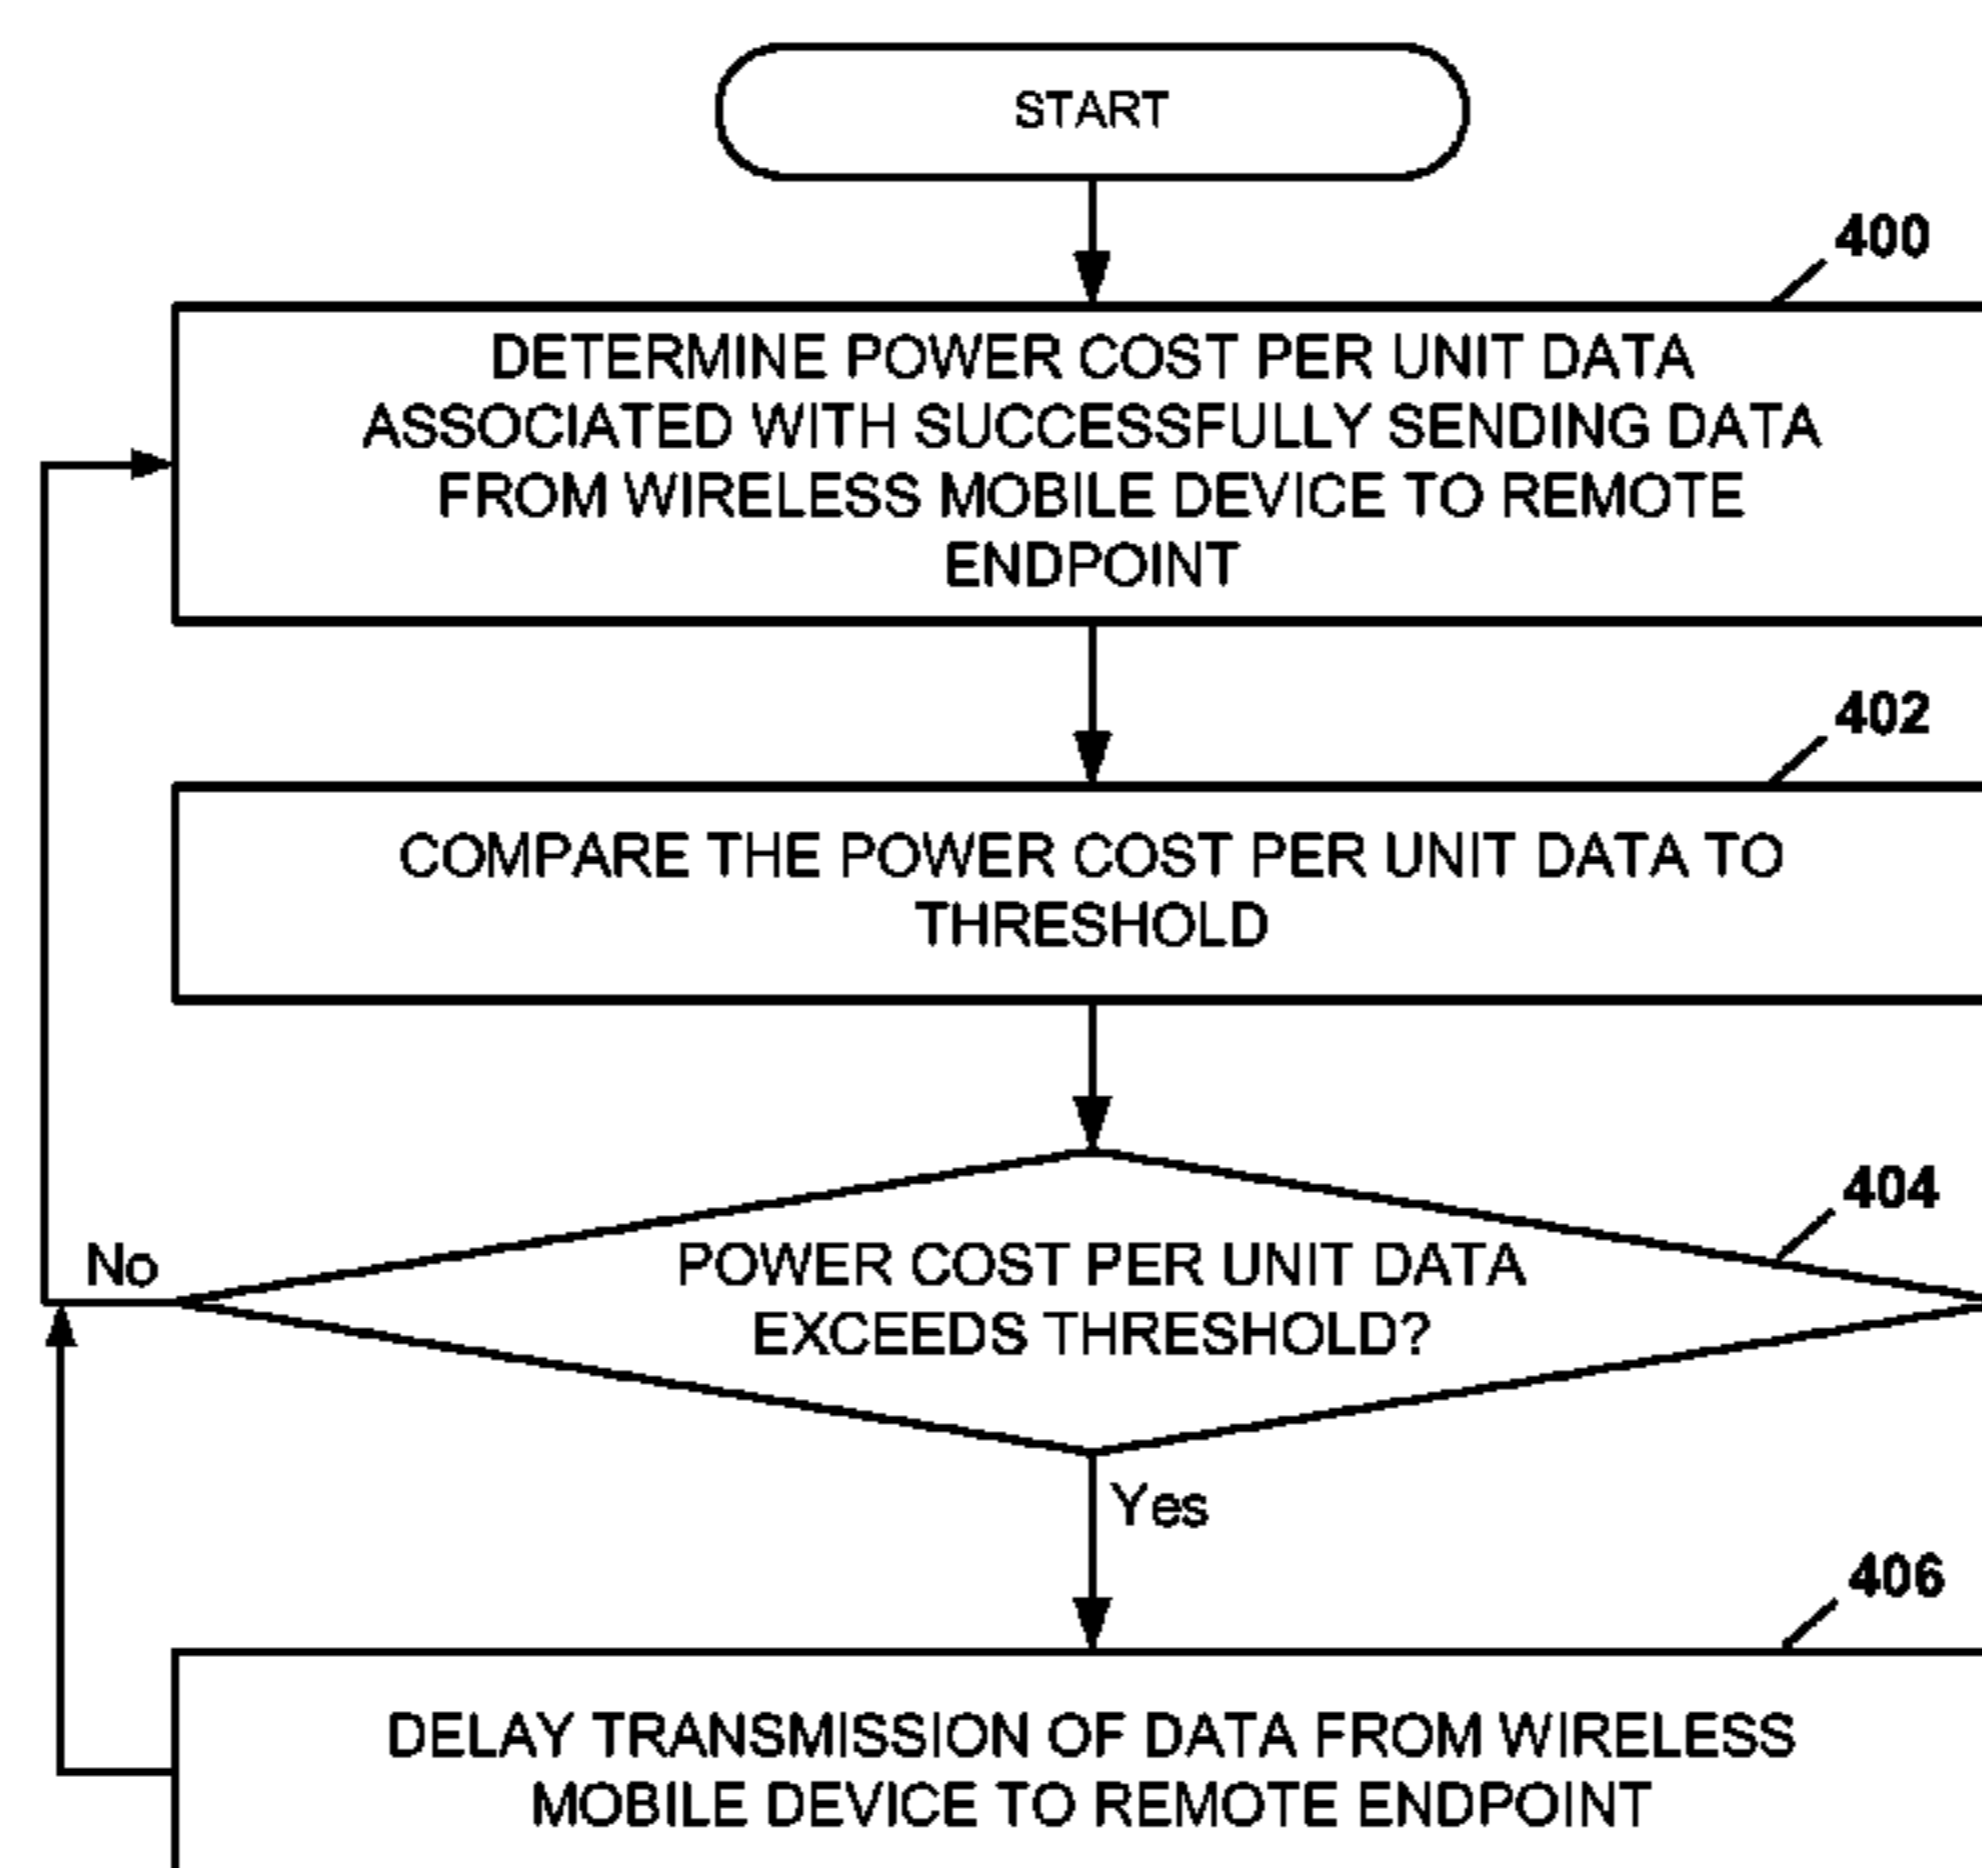 START
400
DETERMINE POWER COST PER UNIT DATA
ASSOCIATED WITH SUCCESSFULLY SENDING DATA
FROM WIRELESS MOBILE DEVICE TO REMOTE
ENDPOINT
402
COMPARE THE POWER COST PER UNIT DATA TO
THRESHOLD
404
No
POWER COST PER UNIT DATA
EXCEEDS THRESHOLD?
Yes
406
DELAY TRANSMISSION OF DATA FROM WIRELESS
MOBILE DEVICE TO REMOTE ENDPOINT